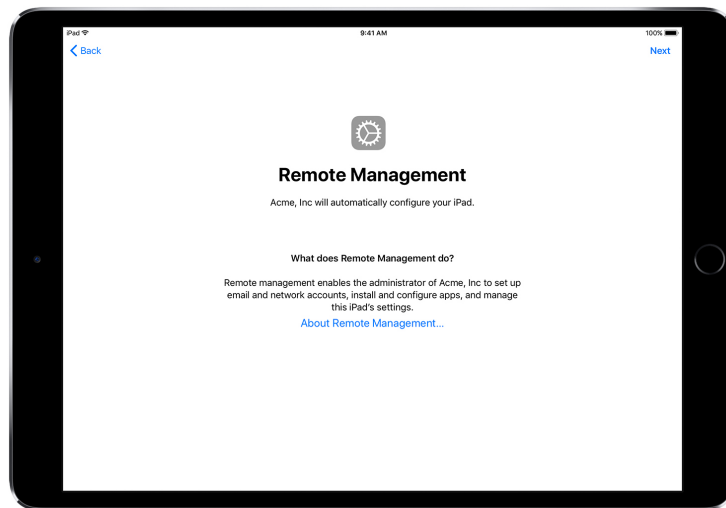 iPad 9:41 AM 100%
Back Next
Remote Management
Acme, Inc will automatically configure your iPad.
What does Remote Management do?
Remote management enables the administrator of Acme, Inc to set up
email and network accounts, install and configure apps, and manage
this iPad's settings.
About Remote Management...